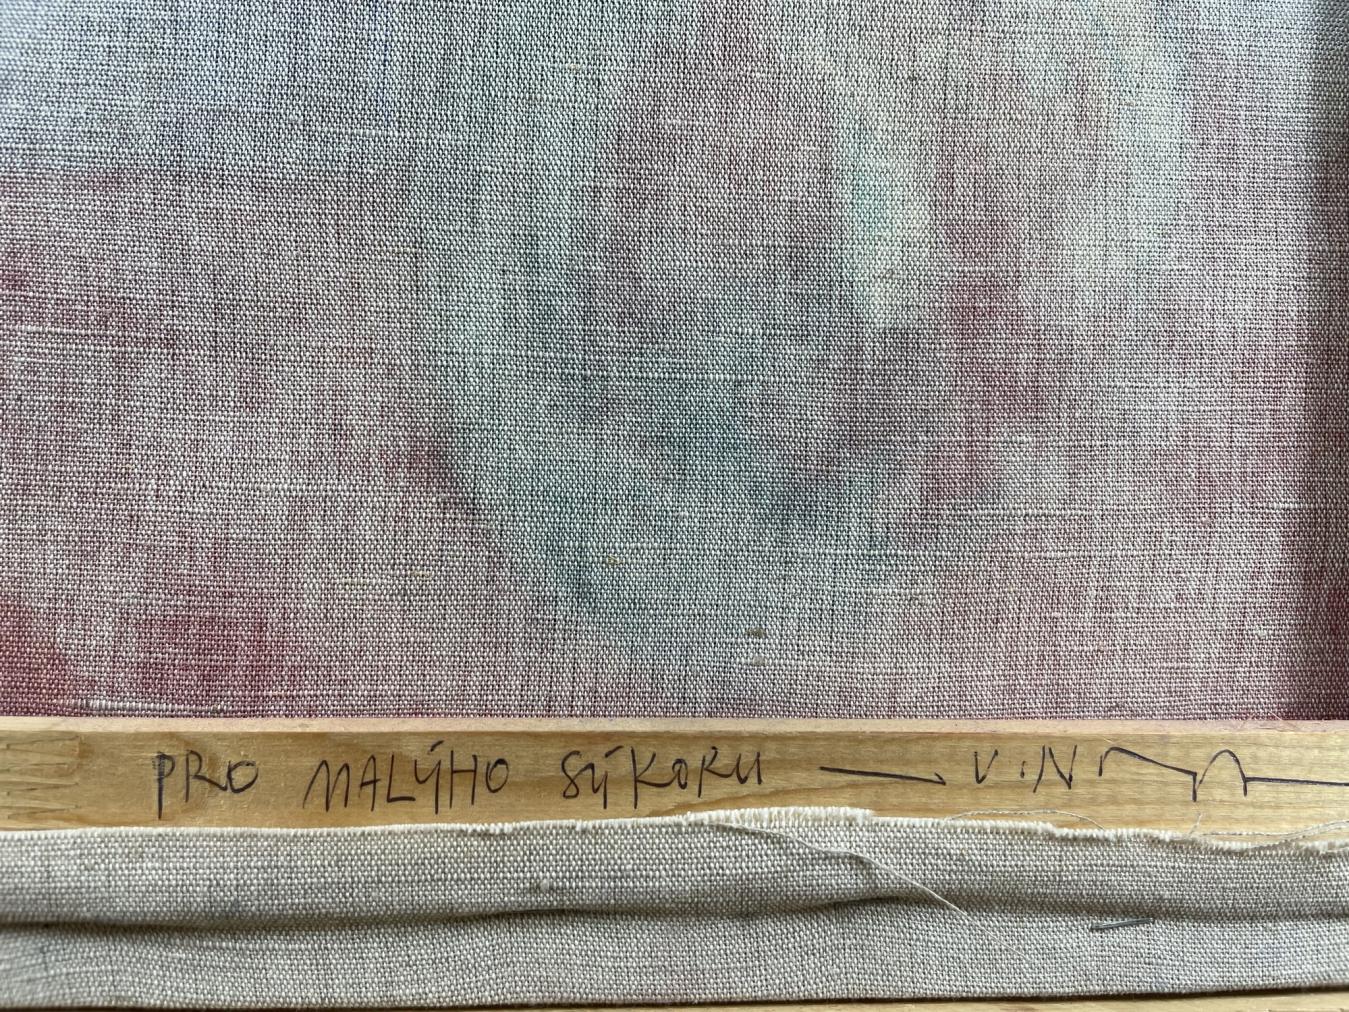 PRO MALÝHO SÝKORU — V.N